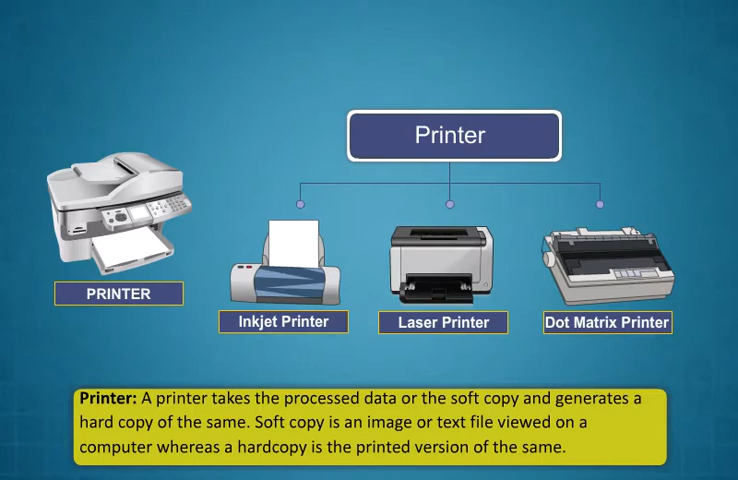 Printer
PRINTER
Inkjet Printer
Laser Printer
Dot Matrix Printer
Printer: A printer takes the processed data or the soft copy and generates a
hard copy of the same. Soft copy is an image or text file viewed on a
computer whereas a hardcopy is the printed version of the same.